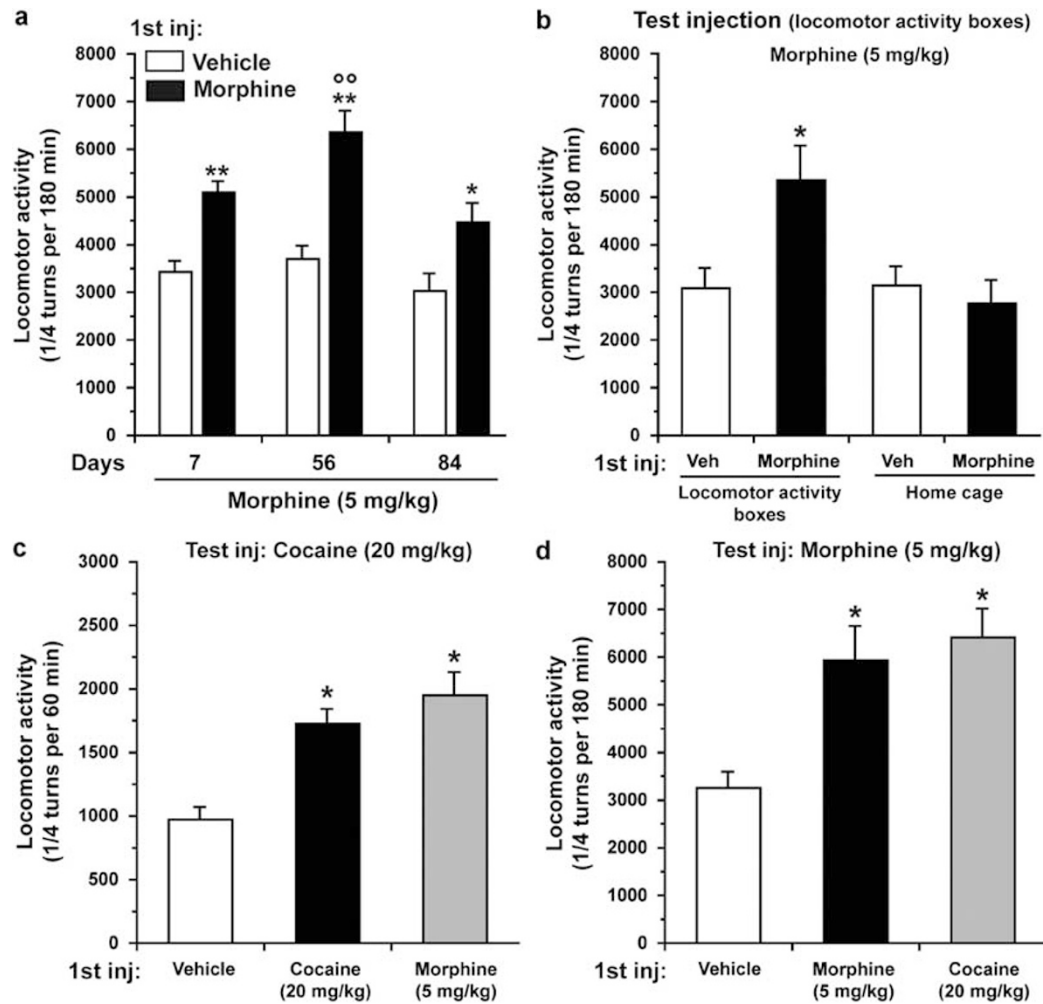 a
1st inj:
Vehicle
Morphine
Locomotor activity
(1/4 turns per 180 min)
8000
7000
6000
5000
4000
3000
2000
1000
0
**
°°
**
*
Days 7 56 84
Morphine (5 mg/kg)
b Test injection (locomotor activity boxes)
Morphine (5 mg/kg)
Locomotor activity
(1/4 turns per 180 min)
8000
7000
6000
5000
4000
3000
2000
1000
0
*
1st inj: Veh Morphine Veh Morphine
Locomotor activity
boxes
Home cage
c Test inj: Cocaine (20 mg/kg)
Locomotor activity
(1/4 turns per 60 min)
3000
2500
2000
1500
1000
500
0
*
*
1st inj: Vehicle Cocaine Morphine
(20 mg/kg) (5 mg/kg)
d Test inj: Morphine (5 mg/kg)
Locomotor activity
(1/4 turns per 180 min)
8000
7000
6000
5000
4000
3000
2000
1000
0
*
*
1st inj: Vehicle Morphine Cocaine
(5 mg/kg) (20 mg/kg)